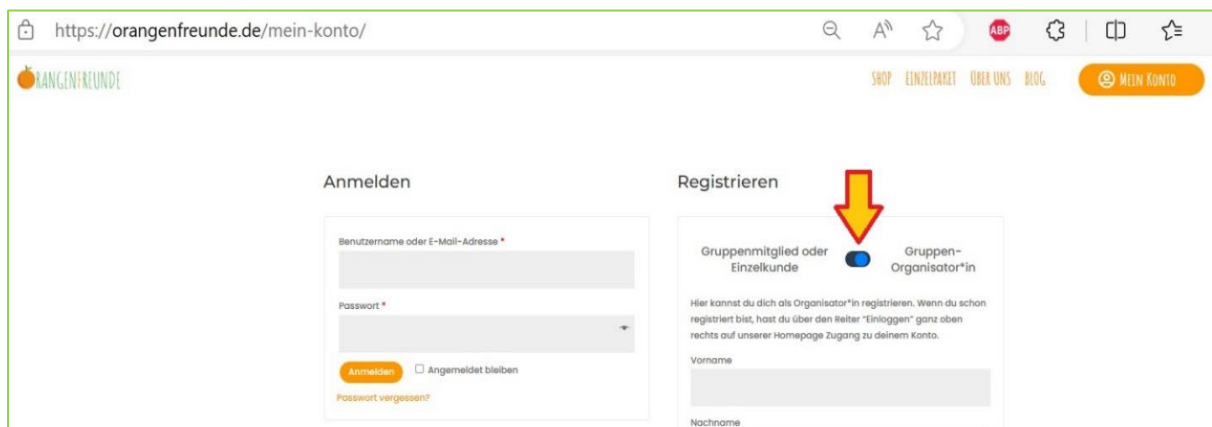 https://orangenfreunde.de/mein-konto/
ABP
ORANGENFREUNDE
SHOP EINZELPAKET ÜBER UNS BLOG MEIN KONTO
Anmelden
Benutzername oder E-Mail-Adresse *
Passwort *
Anmelden Angemeldet bleiben
Passwort vergessen?
Registrieren
Gruppenmitglied oder
Einzelkunde
Gruppen-
Organisator*in
Hier kannst du dich als Organisator*in registrieren. Wenn du schon
registriert bist, hast du über den Reiter "Einloggen" ganz oben
rechts auf unserer Homepage Zugang zu deinem Konto.
Vorname
Nachname